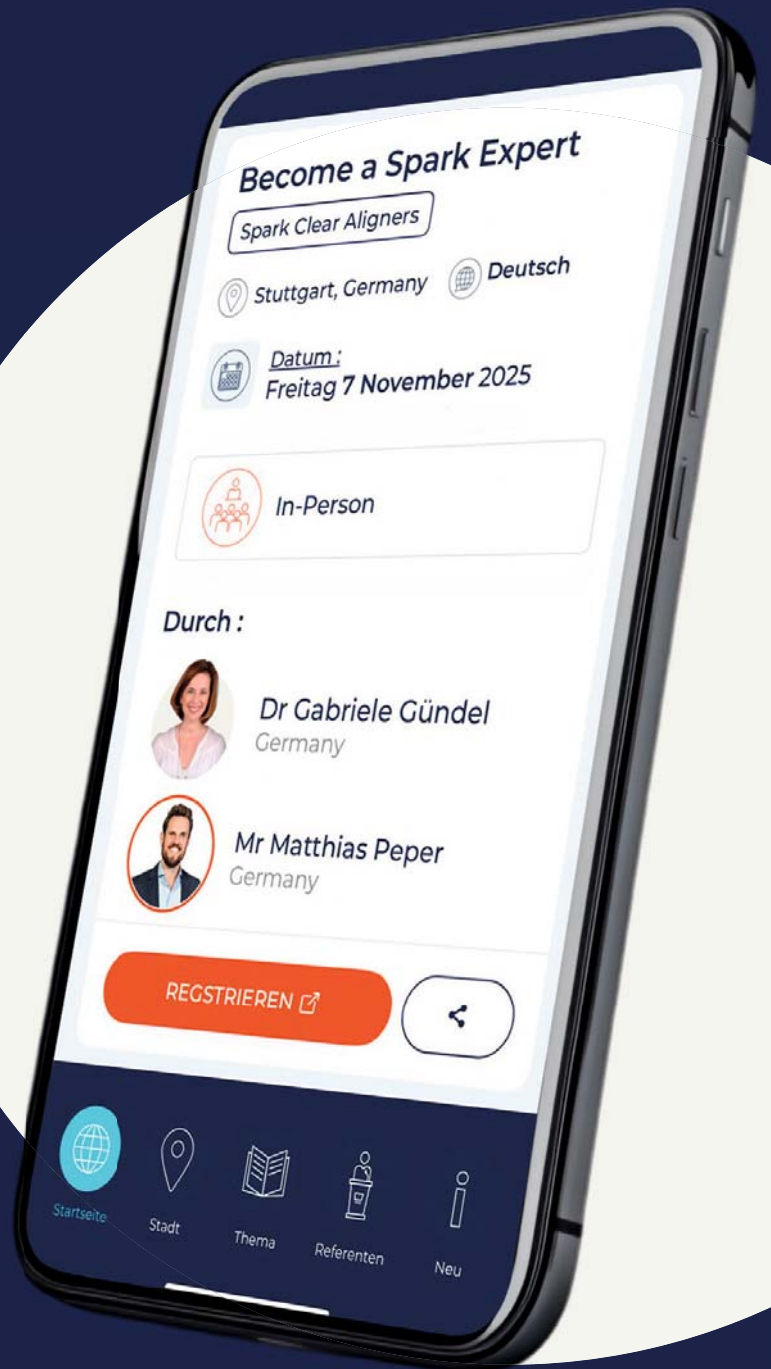 Become a Spark Expert
Spark Clear Aligners
Stuttgart, Germany Deutsch
Datum :
Freitag 7 November 2025
In-Person
Durch :
Dr Gabriele Gündel
Germany
Mr Matthias Peper
Germany
REGSTRIEREN
Startseite
Stadt
Thema
Referenten
Neu